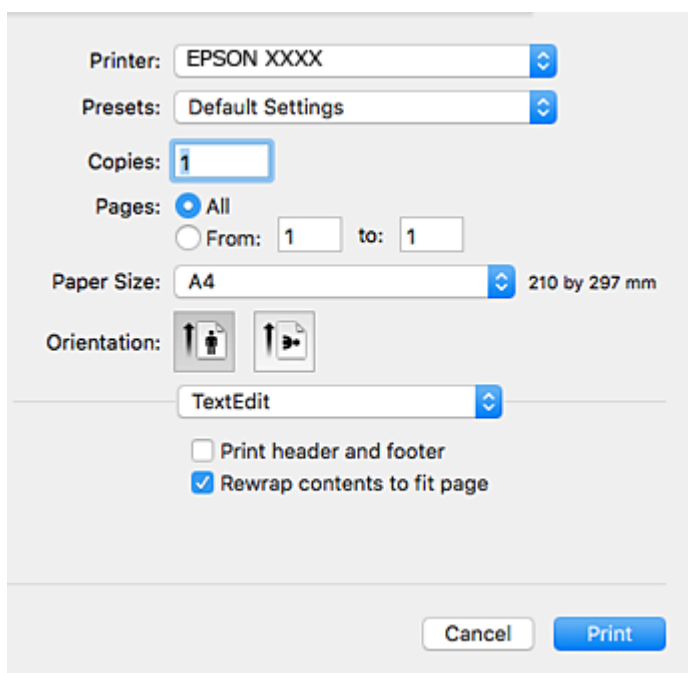 Printer: EPSON XXXX
Presets: Default Settings
Copies: 1
Pages: All
From: 1 to: 1
Paper Size: A4 210 by 297 mm
Orientation:
TextEdit
Print header and footer
Rewrap contents to fit page
Cancel Print